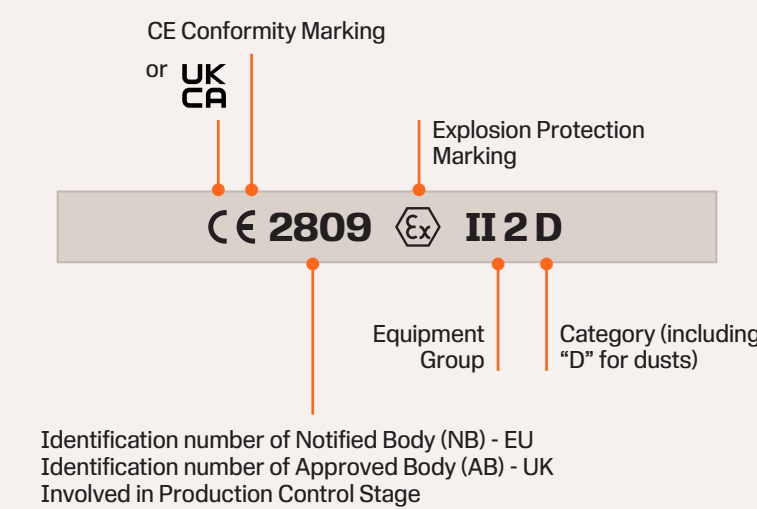 CE Conformity Marking
or UK
CA
Explosion Protection
Marking
CE 2809 Ex II 2 D
Equipment
Group
Category (including
“D” for dusts)
Identification number of Notified Body (NB) - EU
Identification number of Approved Body (AB) - UK
Involved in Production Control Stage